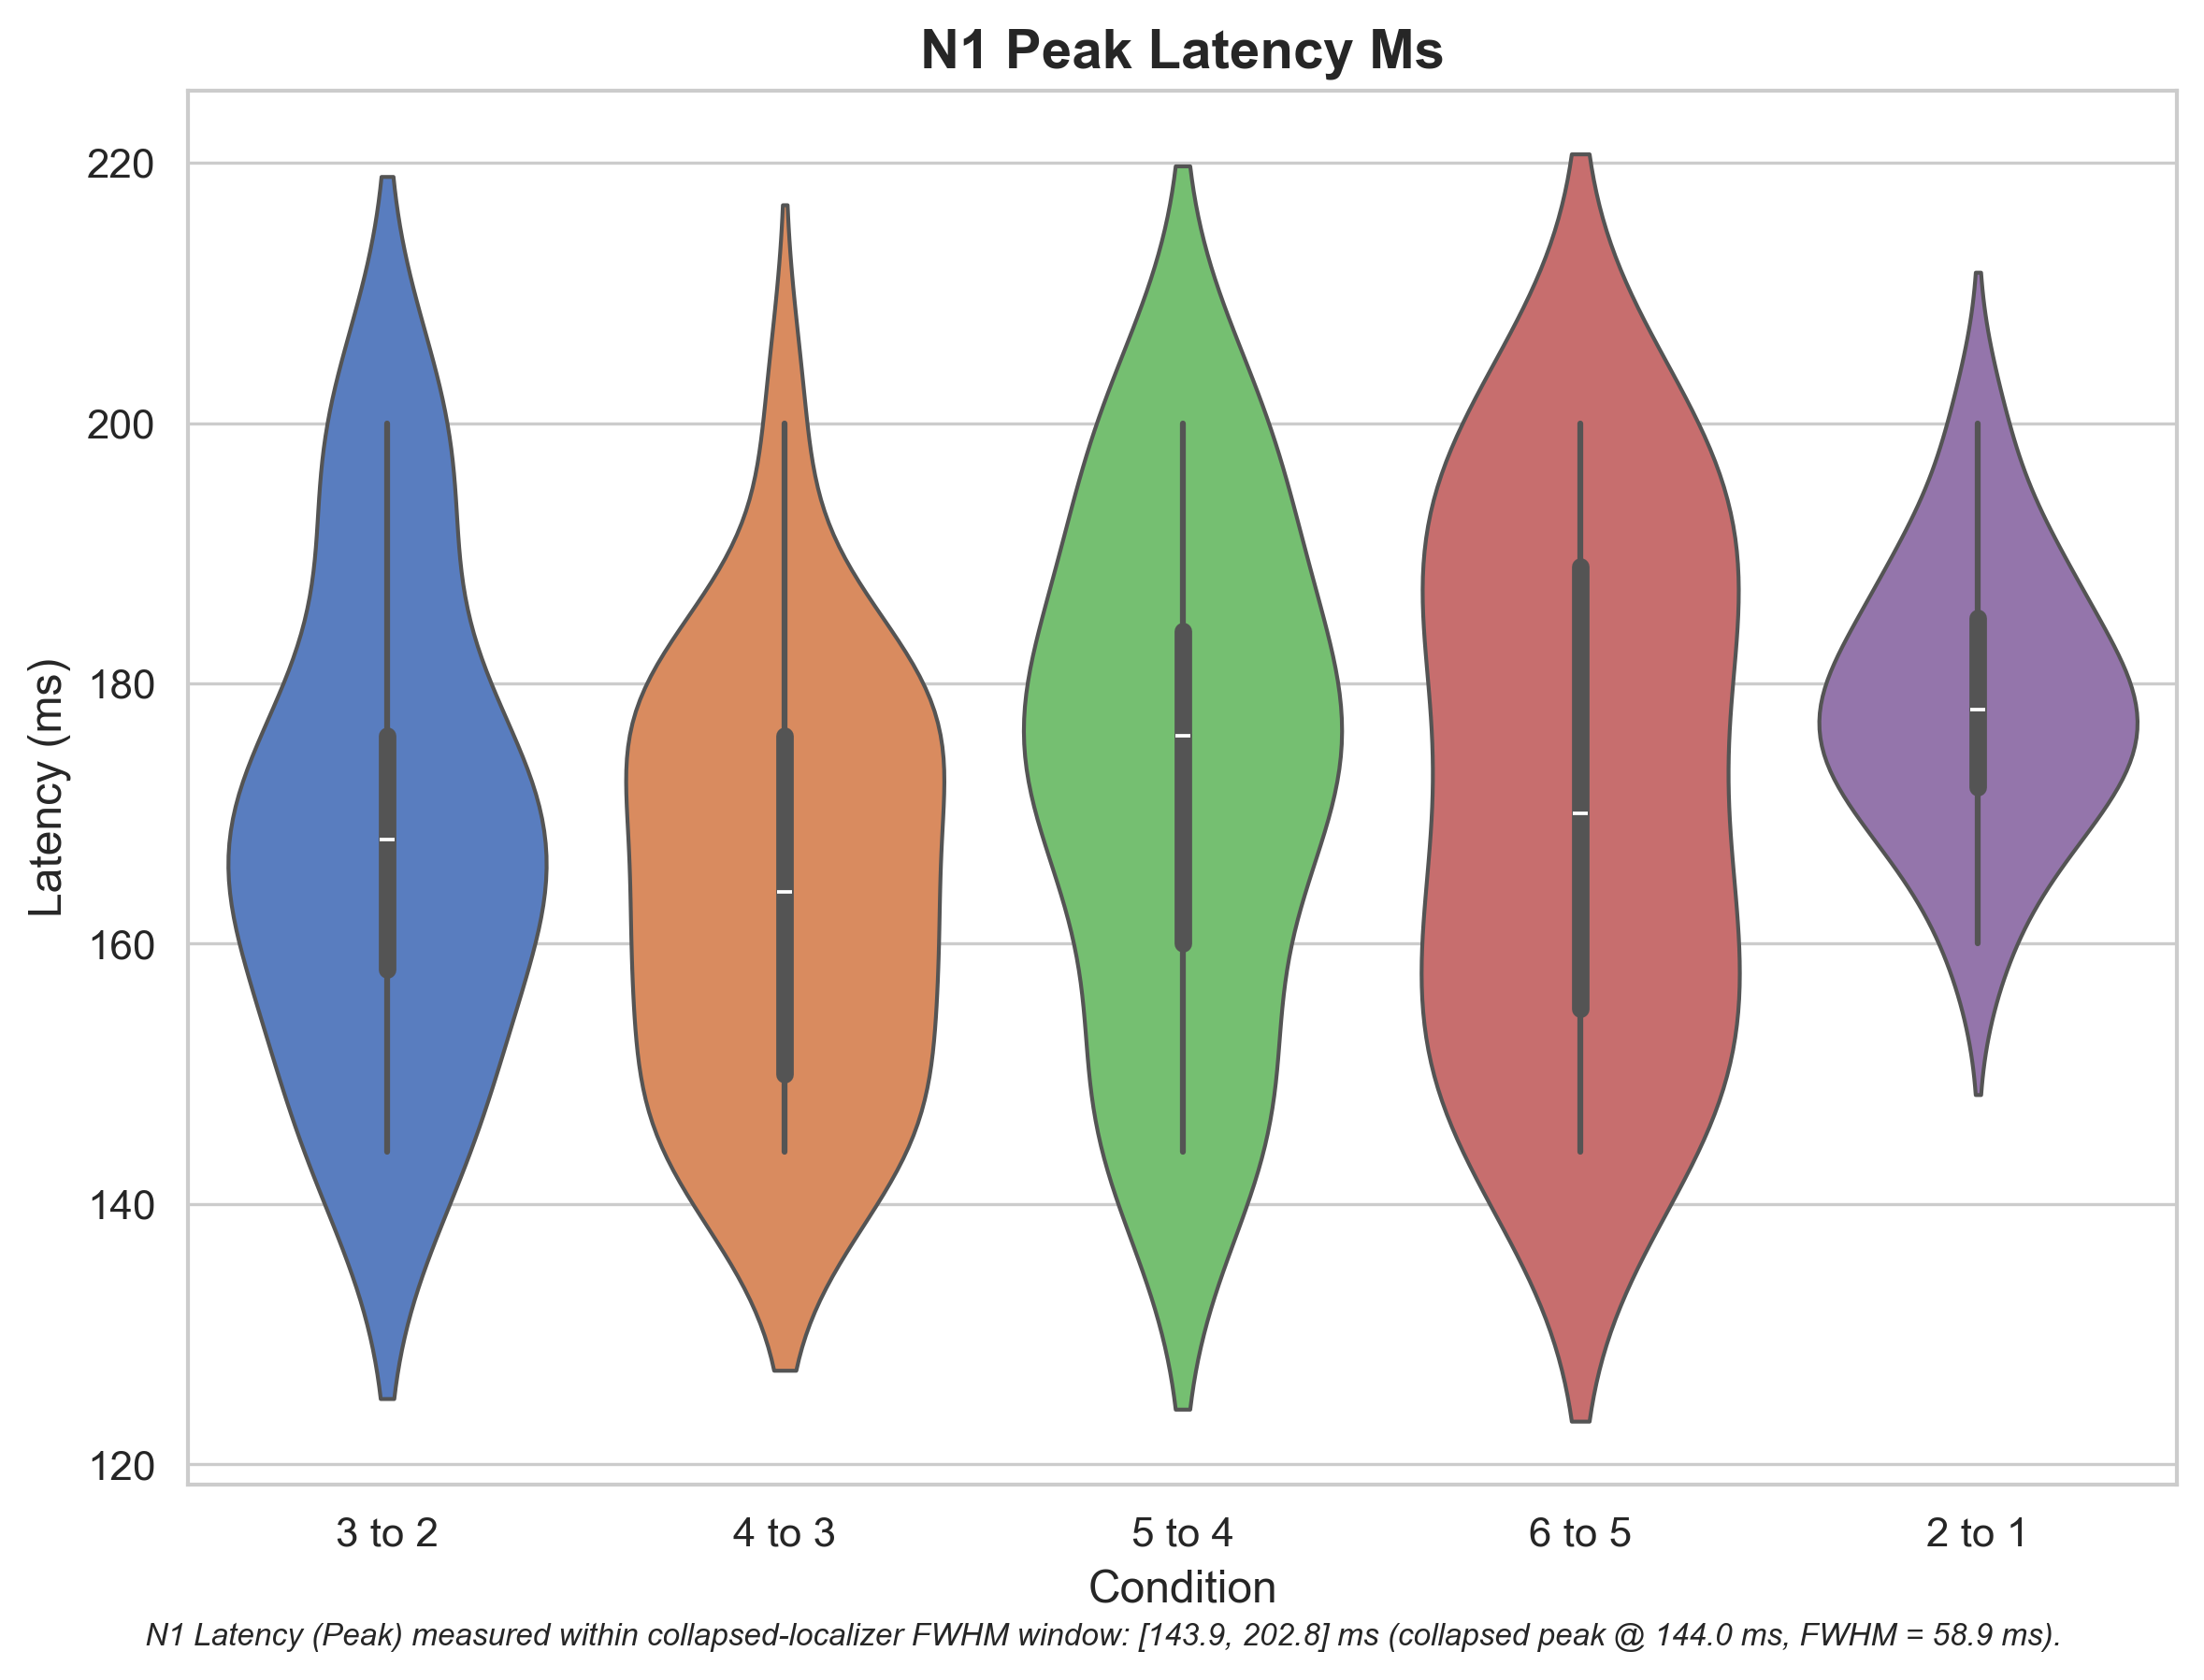 N1 Peak Latency Ms
Latency (ms)
220
200
180
160
140
120
3 to 2
4 to 3
5 to 4
6 to 5
2 to 1
Condition
N1 Latency (Peak) measured within collapsed-localizer FWHM window: [143.9, 202.8] ms (collapsed peak @ 144.0 ms, FWHM = 58.9 ms).